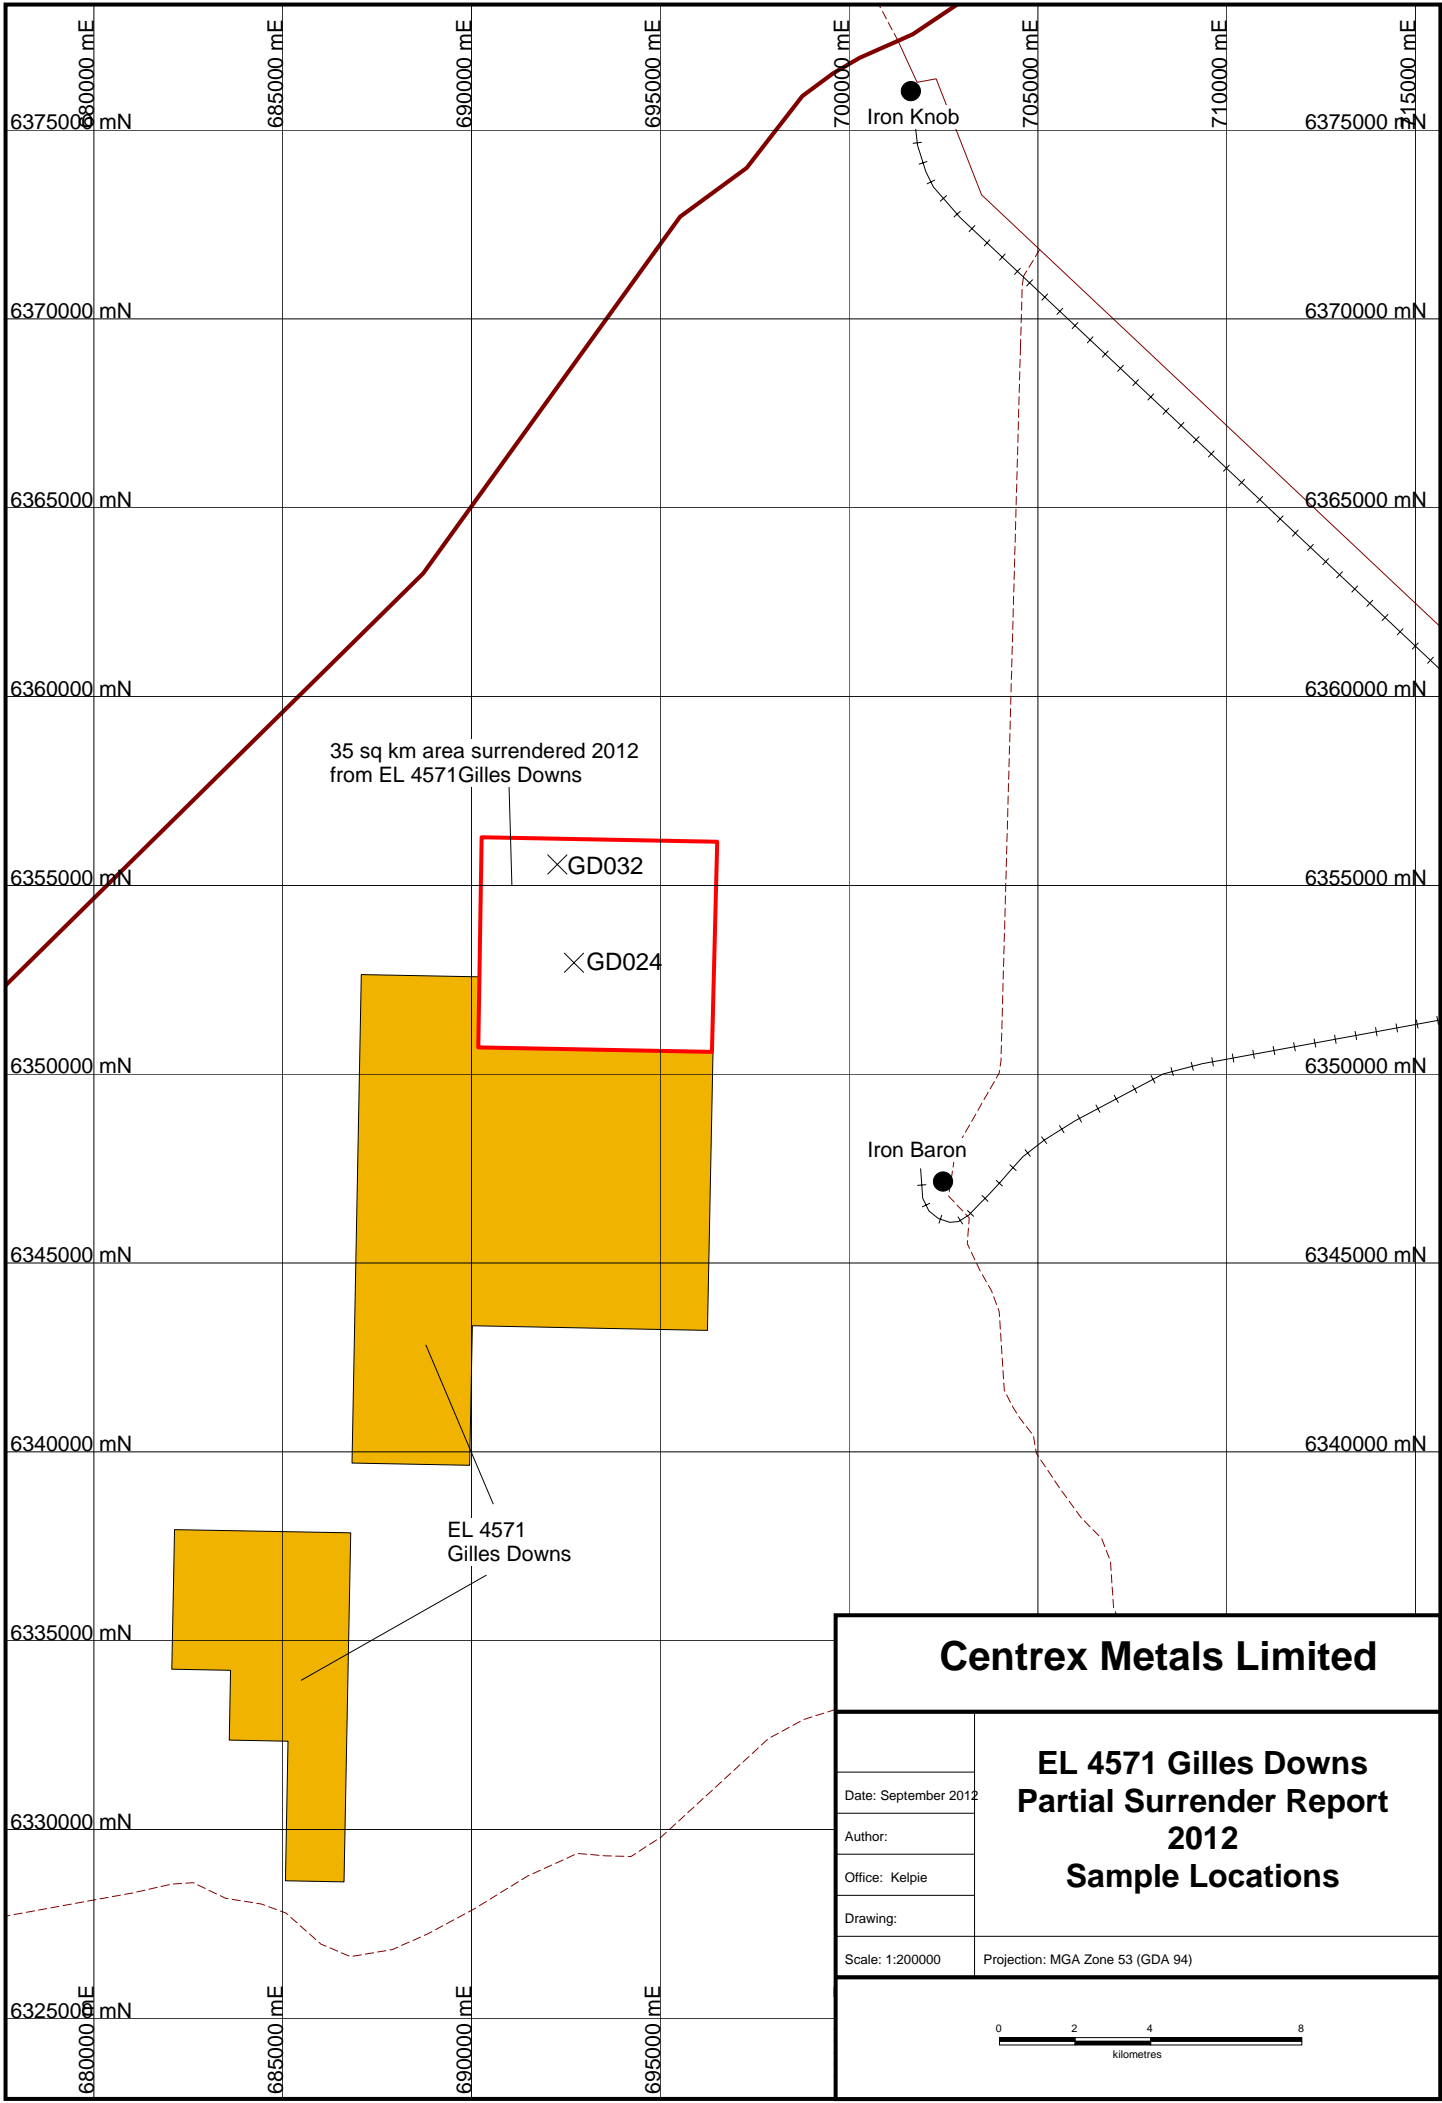 680000 mE
685000 mE
690000 mE
695000 mE
700000 mE
705000 mE
710000 mE
715000 mE
Iron Knob
6375000 mN
6375000 mN
6370000 mN
6370000 mN
6365000 mN
6365000 mN
6360000 mN
6360000 mN
35 sq km area surrendered 2012
from EL 4571Gilles Downs
GD032
6355000 mN
6355000 mN
GD024
6350000 mN
6350000 mN
Iron Baron
6345000 mN
6345000 mN
6340000 mN
6340000 mN
EL 4571
Gilles Downs
6335000 mN
6330000 mN
6325000 mN
680000 mE
685000 mE
690000 mE
695000 mE
Centrex Metals Limited
EL 4571 Gilles Downs
Partial Surrender Report
2012
Sample Locations
Date: September 2012
Author:
Office: Kelpie
Drawing:
Scale: 1:200000
Projection: MGA Zone 53 (GDA 94)
0 2 4 8
kilometres